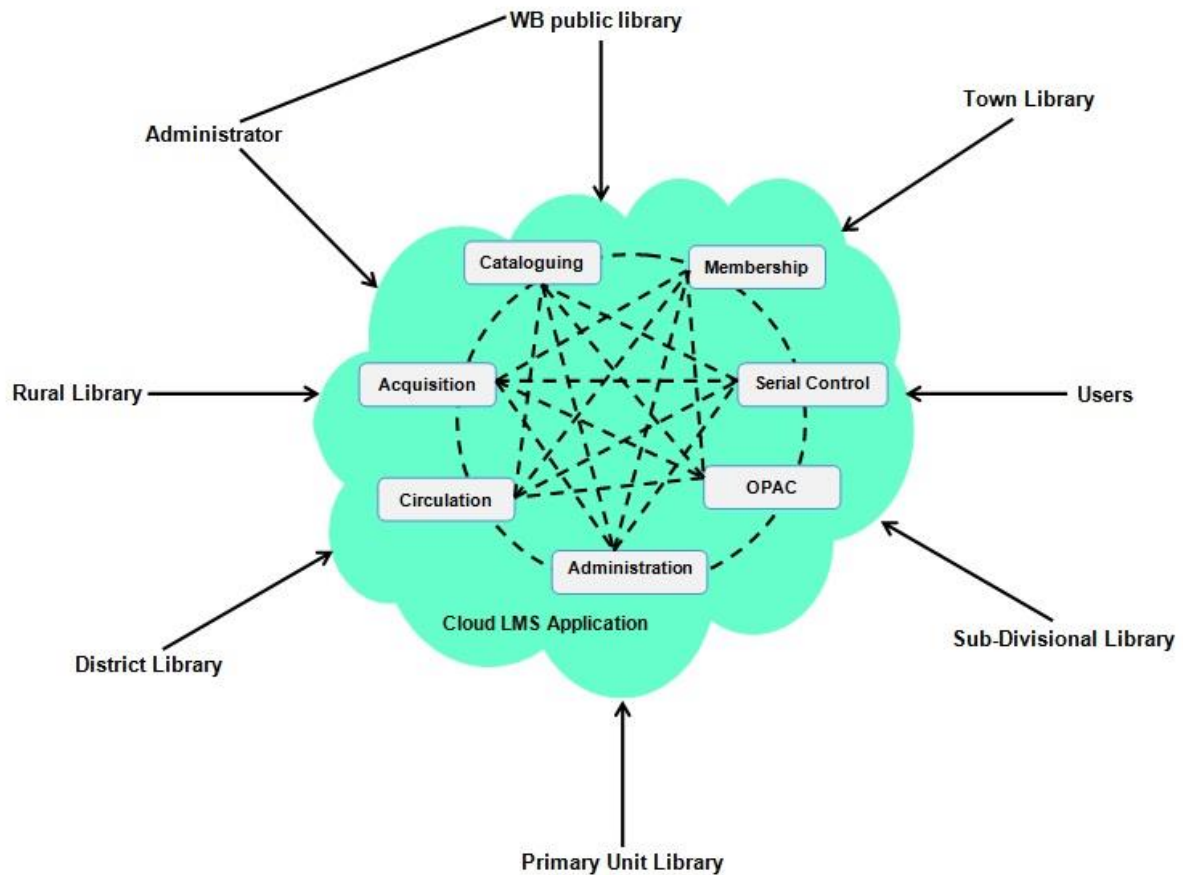 WB public library
Town Library
Administrator
Cataloguing
Membership
Acquisition
Serial Control
Rural Library
Users
Circulation
OPAC
Administration
Cloud LMS Application
District Library
Sub-Divisional Library
Primary Unit Library